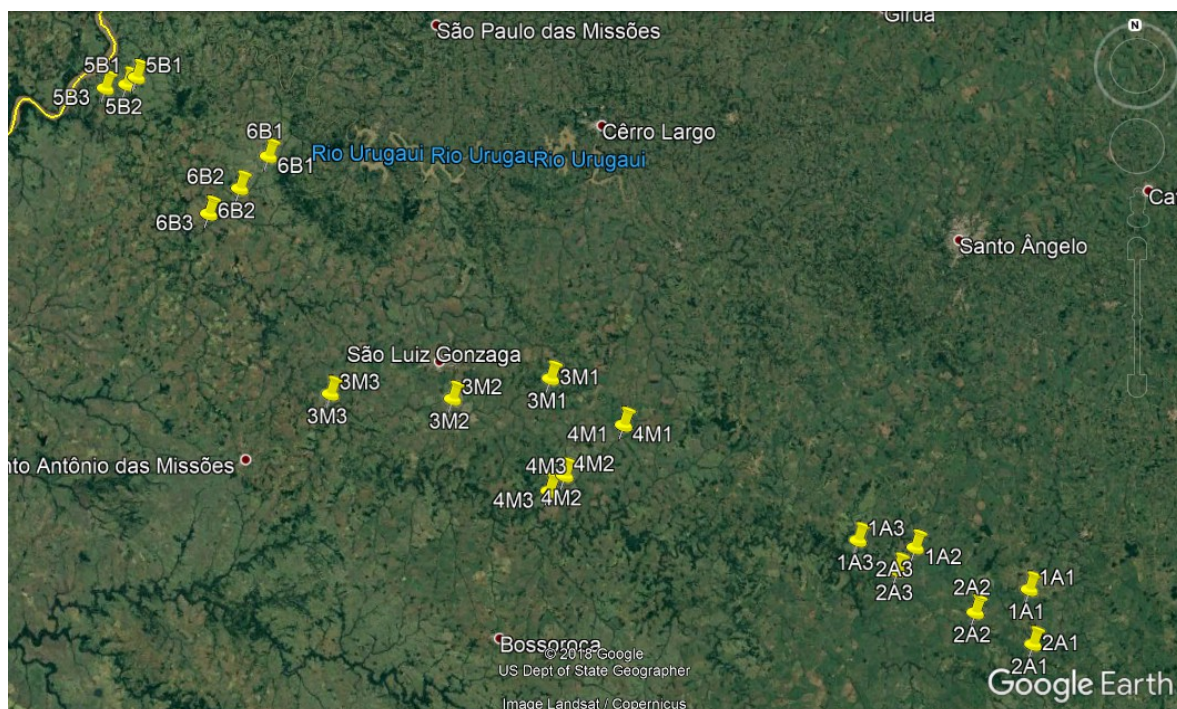 Giruá
São Paulo das Missões
5B1
5B1
5B3
5B2
Cêrro Largo
6B1
Rio Urugaui
Rio Urugaui
Rio Urugaui
6B1
6B2
6B2
6B3
Santo Ângelo
São Luiz Gonzaga
3M3
3M3
3M2
3M2
3M1
3M1
4M1
4M1
nto Antônio das Missões
4M3
4M2
4M3
4M2
1A3
1A3
1A2
2A3
2A3
2A2
2A2
1A1
1A1
2A1
2A1
Bossoroca
© 2018 Google
US Dept of State Geographer
Image Landsat / Copernicus
Google Earth
N